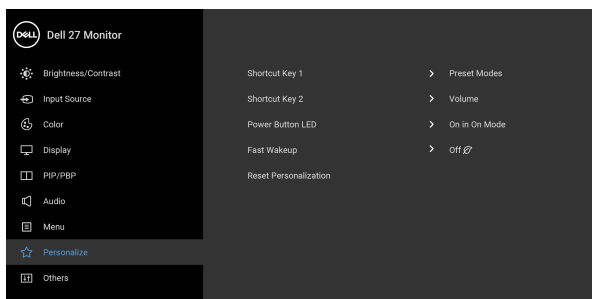 DELL Dell 27 Monitor
Brightness/Contrast
Input Source
Color
Display
PIP/PBP
Audio
Menu
Personalize
Others
Shortcut Key 1 > Preset Modes
Shortcut Key 2 > Volume
Power Button LED > On in On Mode
Fast Wakeup > Off
Reset Personalization